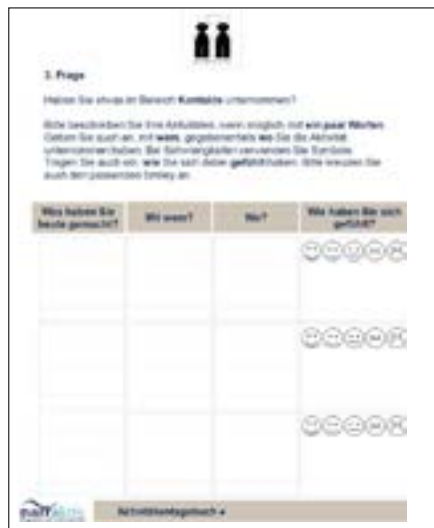 3. Frage
Haben Sie etwas im Bereich Kontakte unternommen?
Bitte beschreiben Sie Ihre Aktivitäten, wenn möglich, mit ein paar Worten.
Geben Sie auch an, mit wem, gegebenenfalls wo Sie die Aktivität
unternommen haben. Bei Schwierigkeiten verwenden Sie Symbole.
Tragen Sie auch ein, wie Sie sich dabei gefühlt haben. Bitte kreuzen Sie
auch den passenden Smiley an.
Was haben Sie heute gemacht?
Mit wem?
Wo?
Wie haben Sie sich gefühlt?
Aktivitätentagebuch